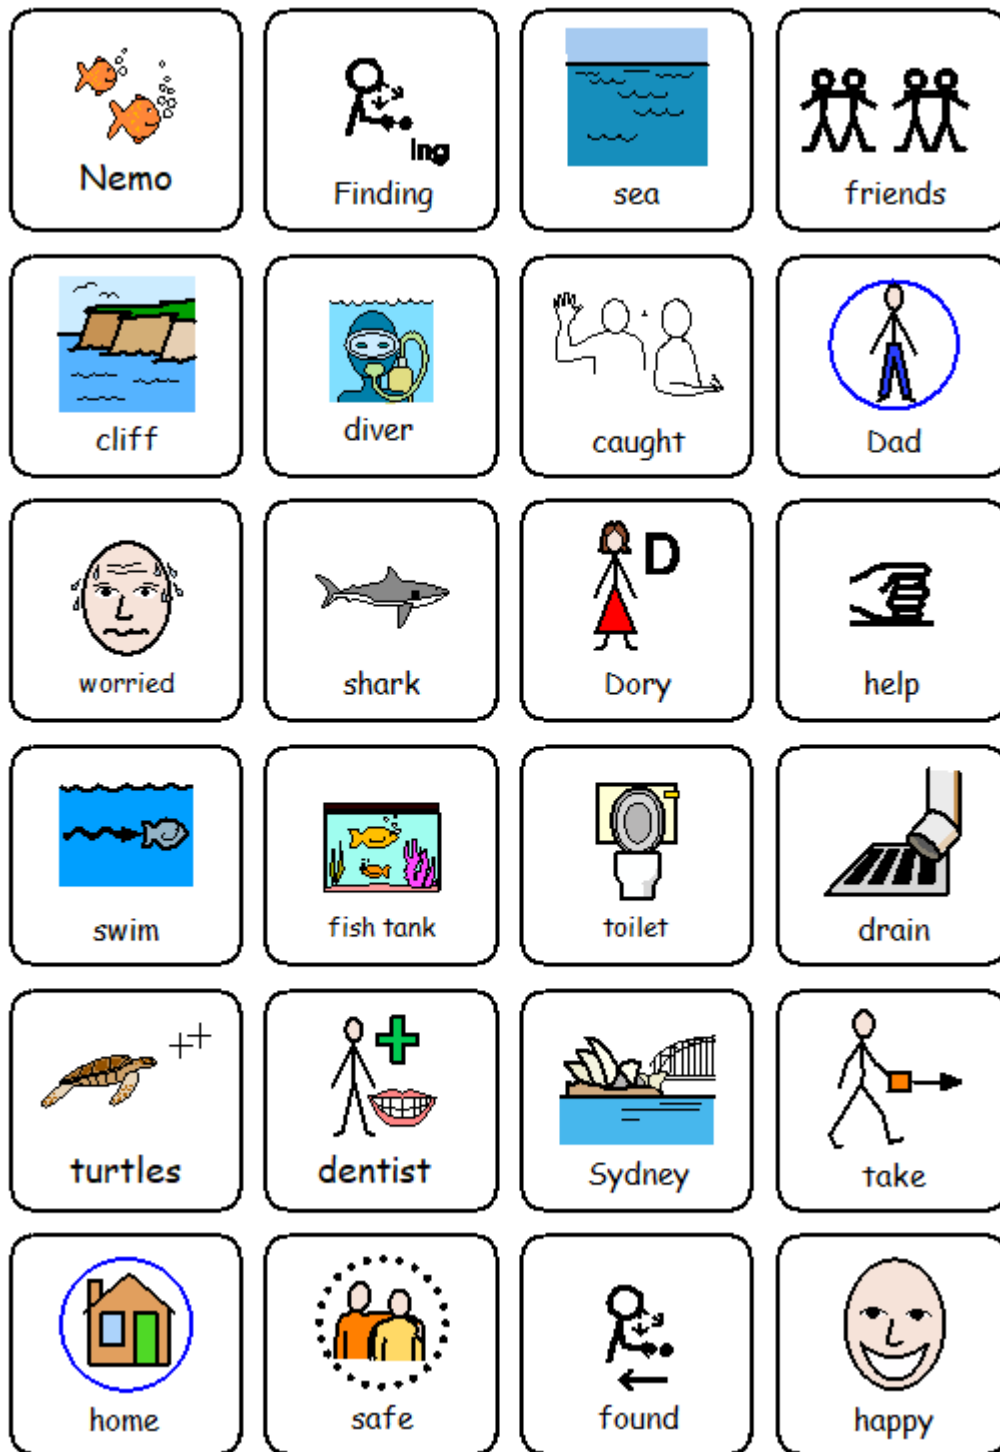 Nemo
ing
Finding
sea
friends
cliff
diver
caught
Dad
worried
shark
D
Dory
help
swim
fish tank
toilet
drain
turtles
dentist
Sydney
take
home
safe
found
happy